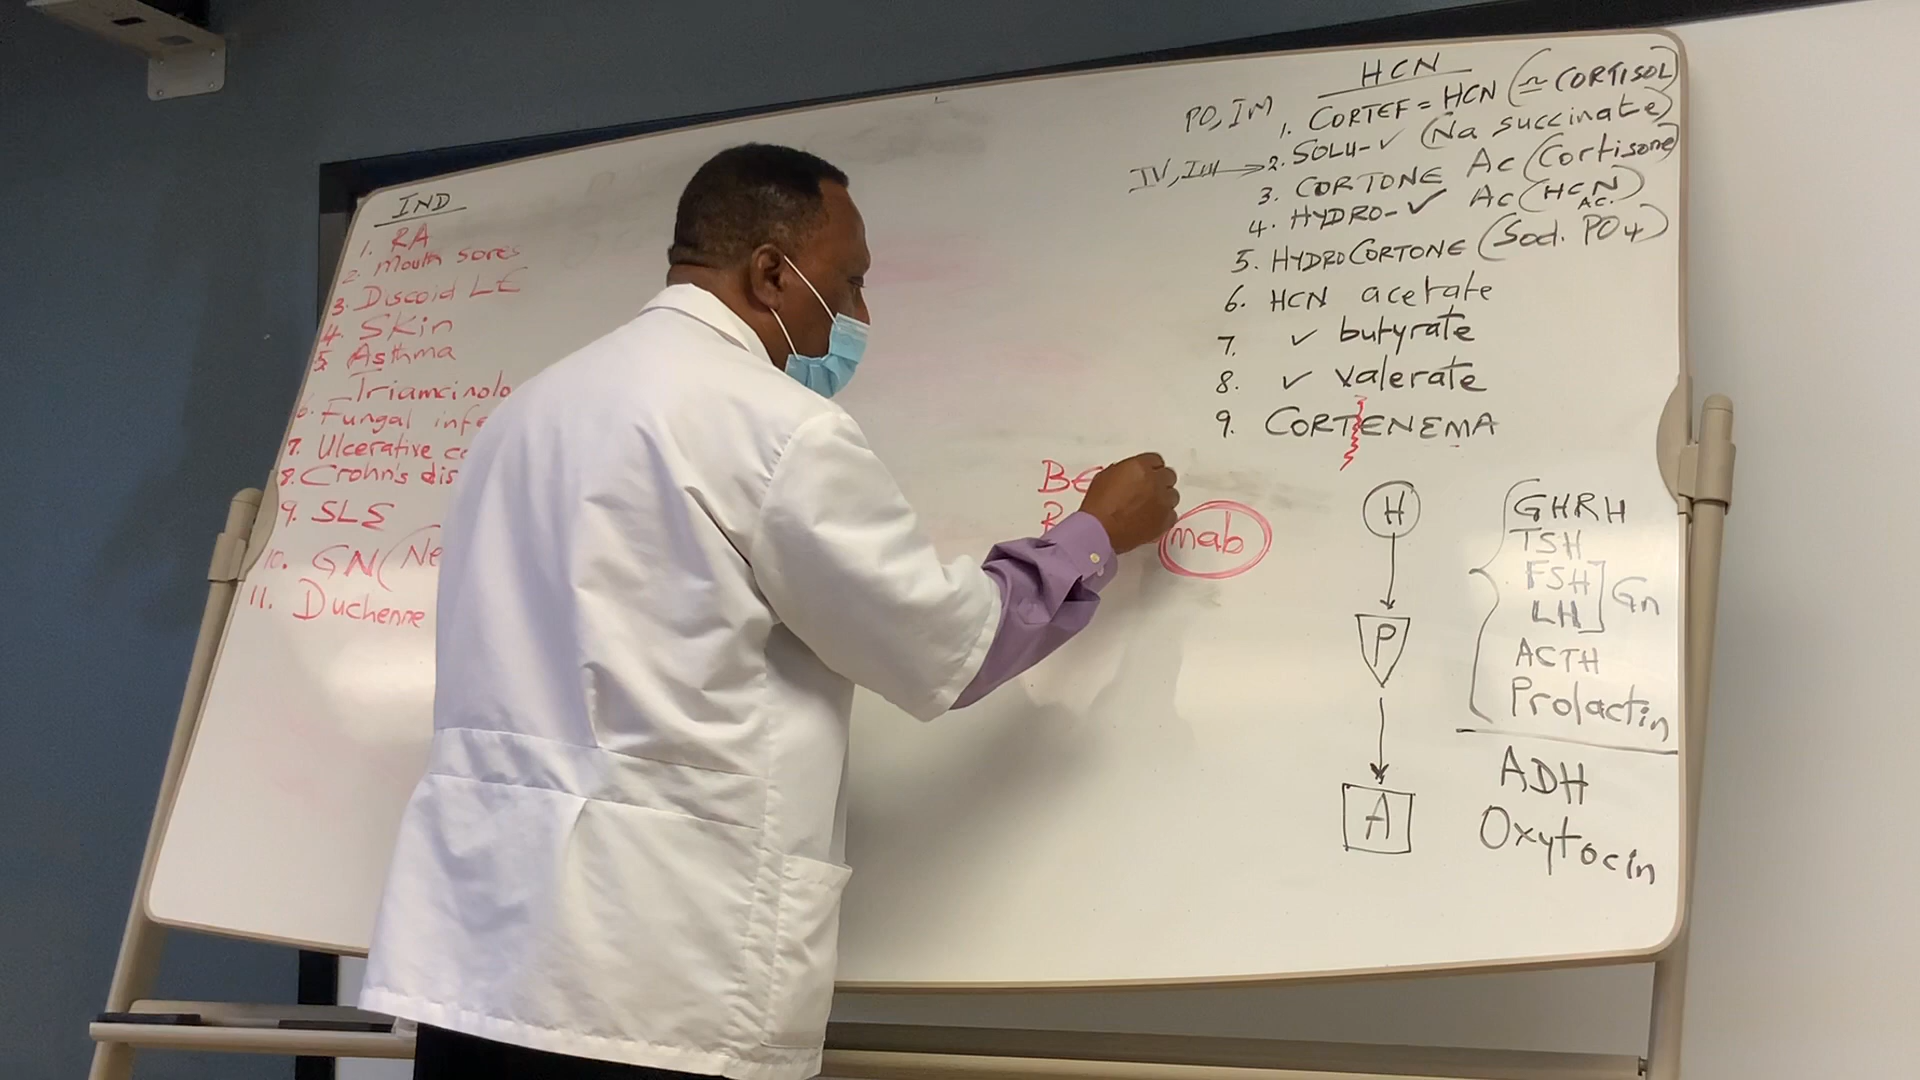 IND
1. RA
2. Mouth sores
3. Discoid LE
4. Skin
5. Asthma
Triamcinolo
6. Fungal infe
7. Ulcerative co
8. Crohn's dis
9. SLE
10. GN (Ne
11. Duchenne
BE
mab
HCN
PO, IM 1. CORTEF = HCN (≃ CORTISOL)
IV, IM → 2. SOLU- ✓ (Na succinate)
3. CORTONE Ac (Cortisone)
4. HYDRO- ✓ Ac (HCN AC.)
5. HYDROCORTONE (Sod. PO4)
6. HCN acetate
7. ✓ butyrate
8. ✓ valerate
9. CORTENEMA
H
P
A
GHRH
TSH
FSH
LH
Gn
ACTH
Prolactin
ADH
Oxytocin